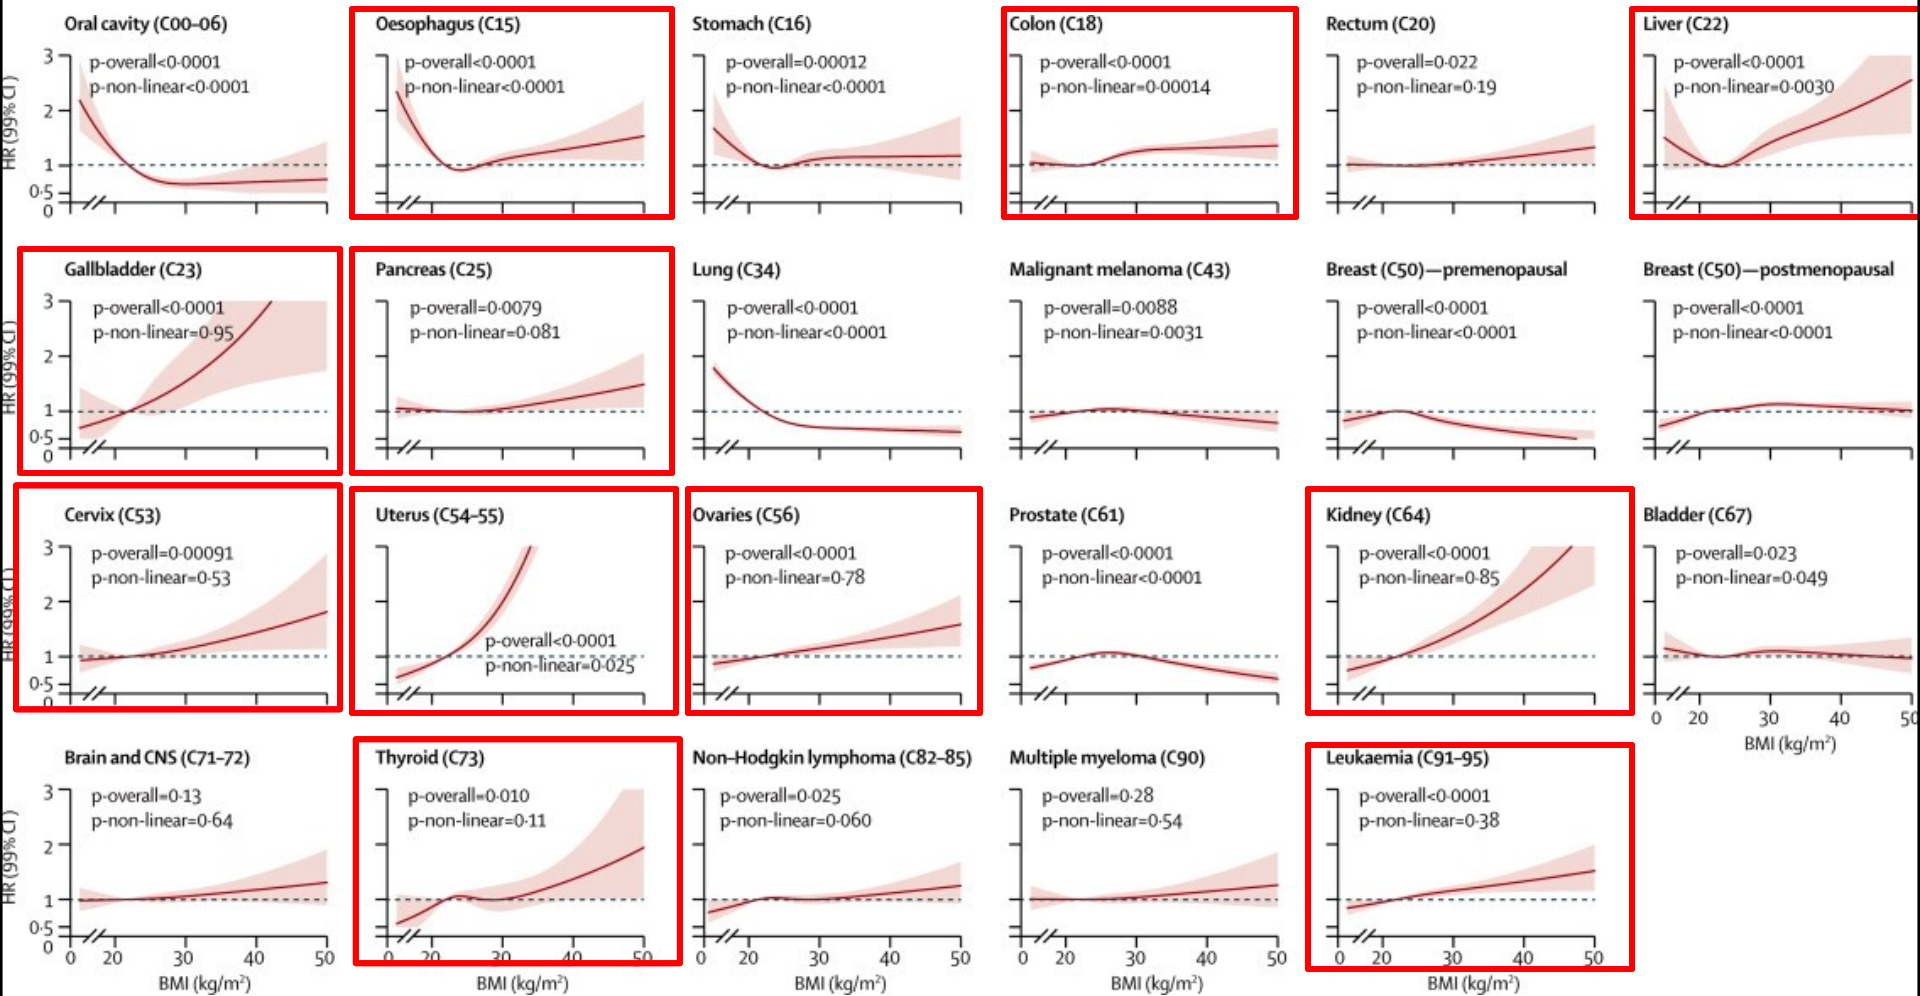 Oral cavity (C00–06)
p-overall<0·0001
p-non-linear<0·0001
HR (99% CI)
3
2
1
0·5
0
20
30
40
50
Oesophagus (C15)
p-overall<0·0001
p-non-linear<0·0001
Stomach (C16)
p-overall=0·00012
p-non-linear<0·0001
Colon (C18)
p-overall<0·0001
p-non-linear=0·00014
Rectum (C20)
p-overall=0·022
p-non-linear=0·19
Liver (C22)
p-overall<0·0001
p-non-linear=0·0030
Gallbladder (C23)
p-overall<0·0001
p-non-linear=0·95
HR (99% CI)
3
2
1
0·5
0
Pancreas (C25)
p-overall=0·0079
p-non-linear=0·081
Lung (C34)
p-overall<0·0001
p-non-linear<0·0001
Malignant melanoma (C43)
p-overall=0·0088
p-non-linear=0·0031
Breast (C50)—premenopausal
p-overall<0·0001
p-non-linear<0·0001
Breast (C50)—postmenopausal
p-overall<0·0001
p-non-linear<0·0001
Cervix (C53)
p-overall=0·00091
p-non-linear=0·53
HR (99% CI)
3
2
1
0·5
0
Uterus (C54–55)
p-overall<0·0001
p-non-linear=0·025
Ovaries (C56)
p-overall<0·0001
p-non-linear=0·78
Prostate (C61)
p-overall<0·0001
p-non-linear<0·0001
Kidney (C64)
p-overall<0·0001
p-non-linear=0·85
Bladder (C67)
p-overall=0·023
p-non-linear=0·049
0 20 30 40 50
BMI (kg/m²)
Brain and CNS (C71–72)
p-overall=0·13
p-non-linear=0·64
HR (99% CI)
3
2
1
0·5
0
0 20 30 40 50
BMI (kg/m²)
Thyroid (C73)
p-overall=0·010
p-non-linear=0·11
0 20 30 40 50
BMI (kg/m²)
Non–Hodgkin lymphoma (C82–85)
p-overall=0·025
p-non-linear=0·060
0 20 30 40 50
BMI (kg/m²)
Multiple myeloma (C90)
p-overall=0·28
p-non-linear=0·54
0 20 30 40 50
BMI (kg/m²)
Leukaemia (C91–95)
p-overall<0·0001
p-non-linear=0·38
0 20 30 40 50
BMI (kg/m²)